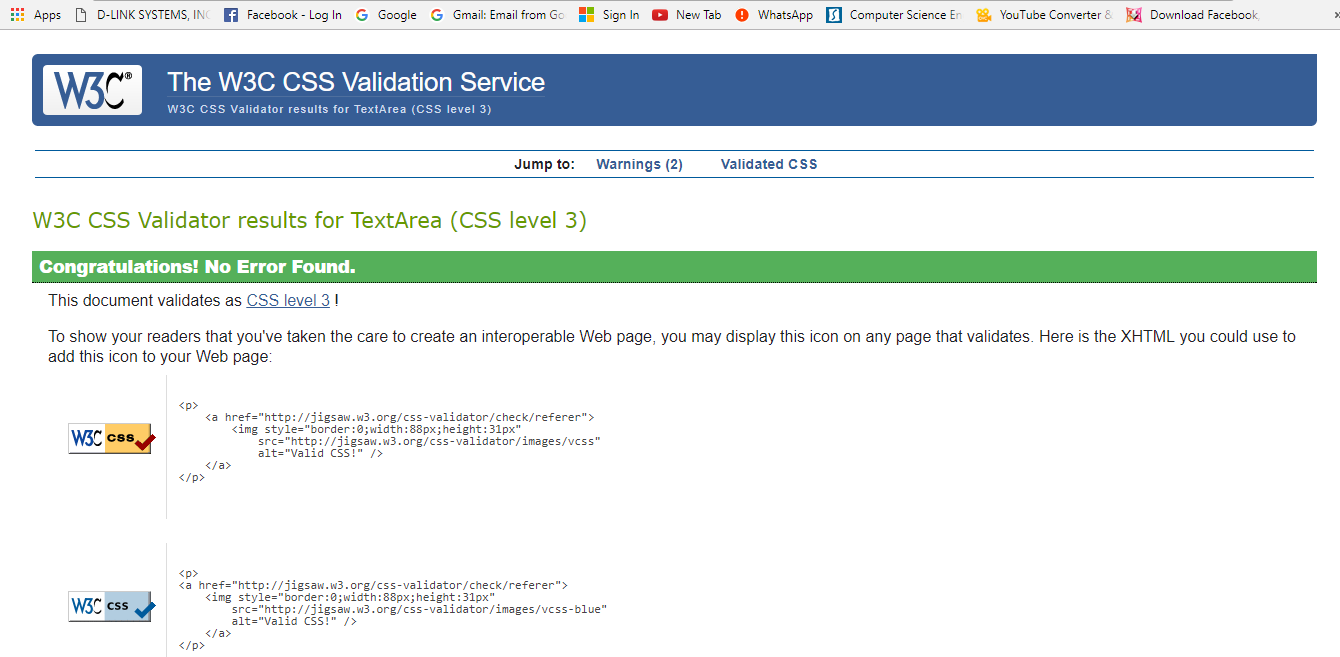 Apps D-LINK SYSTEMS, INC Facebook - Log In Google Gmail: Email from Go Sign In New Tab WhatsApp Computer Science En YouTube Converter & Download Facebook »
W3C® The W3C CSS Validation Service
W3C CSS Validator results for TextArea (CSS level 3)
Jump to: Warnings (2) Validated CSS
W3C CSS Validator results for TextArea (CSS level 3)
Congratulations! No Error Found.
This document validates as CSS level 3 !
To show your readers that you've taken the care to create an interoperable Web page, you may display this icon on any page that validates. Here is the XHTML you could use to
add this icon to your Web page:
<p>
<a href="http://jigsaw.w3.org/css-validator/check/referer">
<img style="border:0;width:88px;height:31px"
W3C css
src="http://jigsaw.w3.org/css-validator/images/vcss"
alt="Valid CSS!" />
</a>
</p>
<p>
<a href="http://jigsaw.w3.org/css-validator/check/referer">
<img style="border:0;width:88px;height:31px"
W3C css
src="http://jigsaw.w3.org/css-validator/images/vcss-blue"
alt="Valid CSS!" />
</a>
</p>